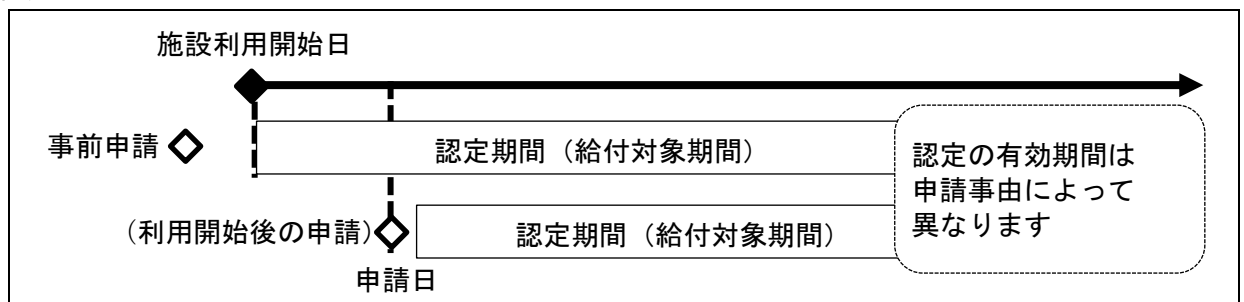 施設利用開始日
事前申請
認定期間（給付対象期間）
認定の有効期間は
申請事由によって
異なります
（利用開始後の申請）
認定期間（給付対象期間）
申請日